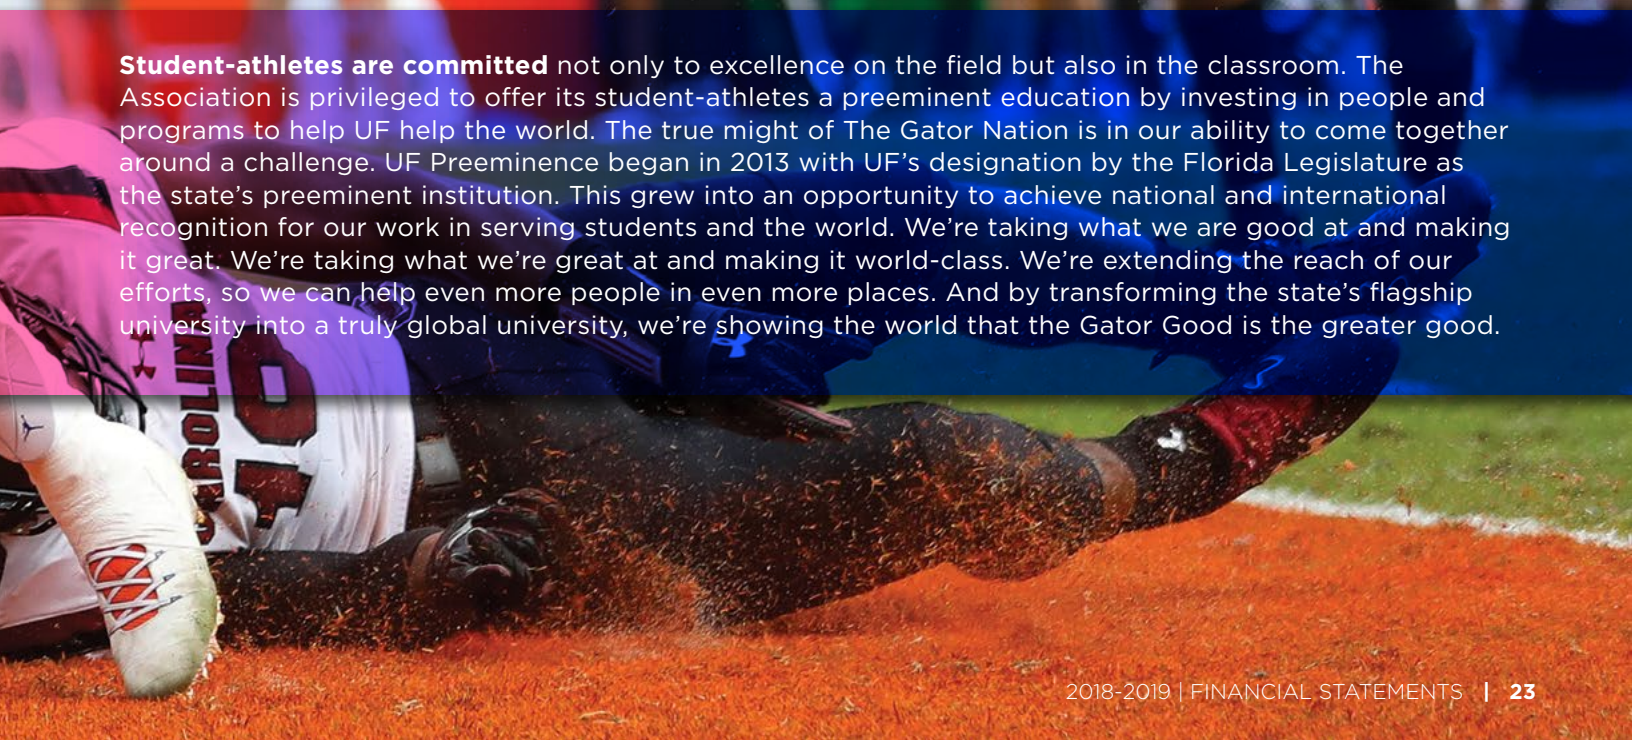 Student-athletes are committed not only to excellence on the field but also in the classroom. The
Association is privileged to offer its student-athletes a preeminent education by investing in people and
programs to help UF help the world. The true might of The Gator Nation is in our ability to come together
around a challenge. UF Preeminence began in 2013 with UF’s designation by the Florida Legislature as
the state’s preeminent institution. This grew into an opportunity to achieve national and international
recognition for our work in serving students and the world. We’re taking what we are good at and making
it great. We’re taking what we’re great at and making it world-class. We’re extending the reach of our
efforts, so we can help even more people in even more places. And by transforming the state’s flagship
university into a truly global university, we’re showing the world that the Gator Good is the greater good.
CAROLINA
10
2018-2019 | FINANCIAL STATEMENTS | 23